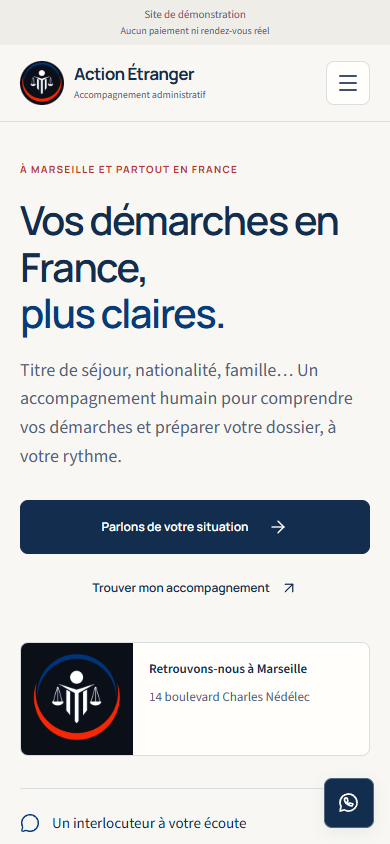 Site de démonstration
Aucun paiement ni rendez-vous réel
Action Étranger
Accompagnement administratif
À MARSEILLE ET PARTOUT EN FRANCE
Vos démarches en
France,
plus claires.
Titre de séjour, nationalité, famille… Un
accompagnement humain pour comprendre
vos démarches et préparer votre dossier, à
votre rythme.
Parlons de votre situation
Trouver mon accompagnement
Retrouvons-nous à Marseille
14 boulevard Charles Nédélec
Un interlocuteur à votre écoute